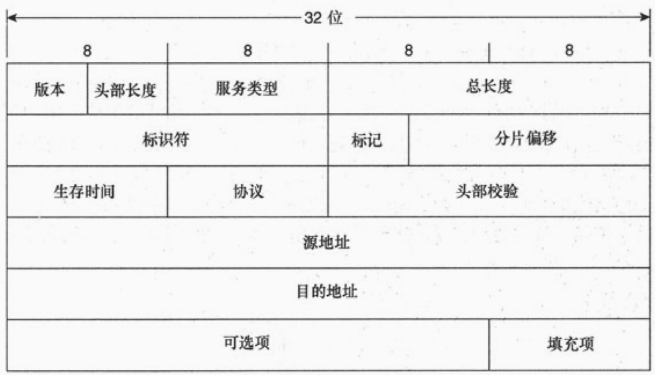 32 位
8 8 8 8
版本 头部长度 服务类型 总长度
标识符 标记 分片偏移
生存时间 协议 头部校验
源地址
目的地址
可选项 填充项